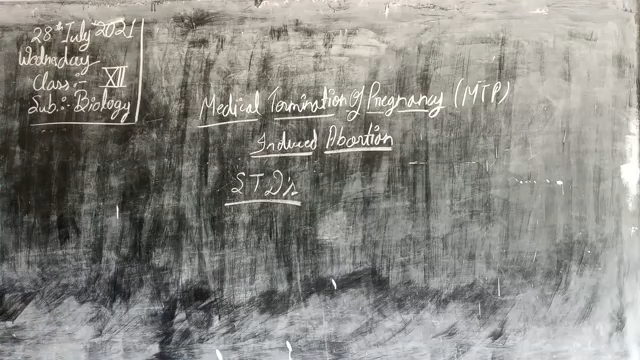 28th July 2021
Wednesday
Class:- XII
Sub.:- Biology
Medical Termination Of Pregnancy (MTP)
Induced Abortion
STDs